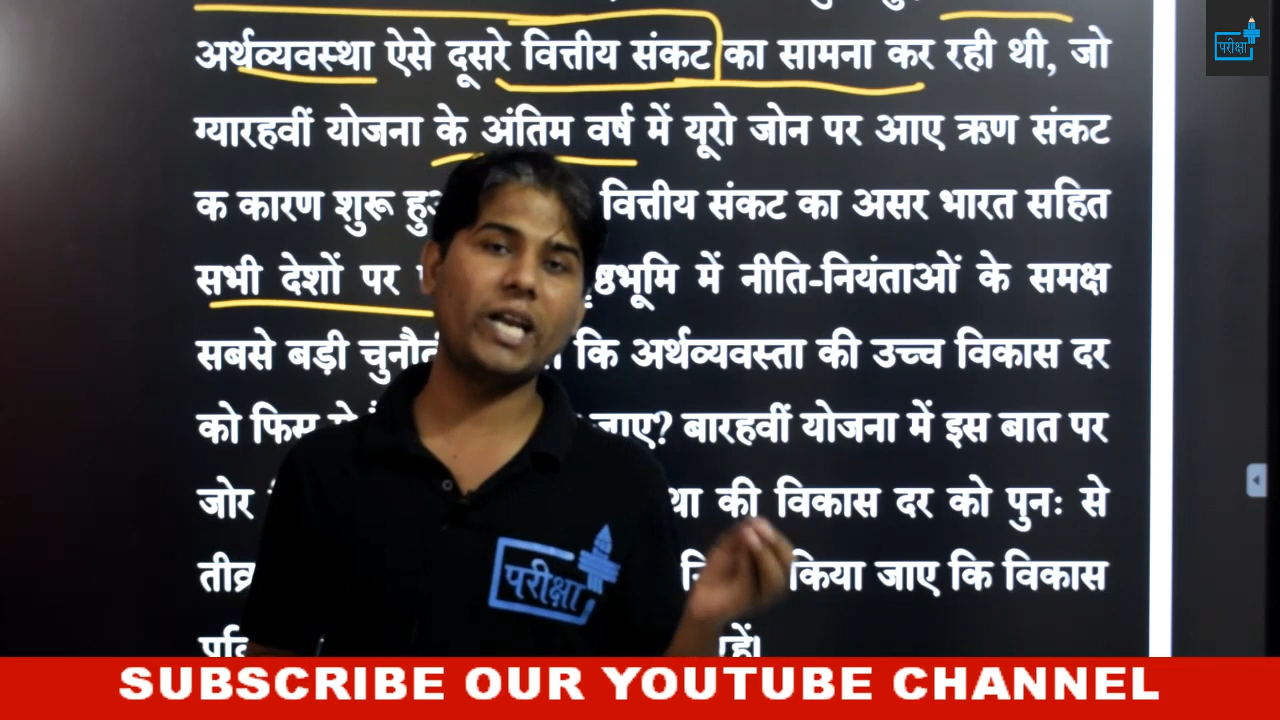 परीक्षा
अर्थव्यवस्था ऐसे दूसरे वित्तीय संकट का सामना कर रही थी, जो
ग्यारहवीं योजना के अंतिम वर्ष में यूरो जोन पर आए ऋण संकट
क कारण शुरू वित्तीय संकट का असर भारत सहित
सभी देशों पर में नीति-नियंताओं के समक्ष
सबसे बड़ी कि अर्थव्यवस्ता की उच्च विकास दर
को जाए? बारहवीं योजना में इस बात पर
जोर की विकास दर को पुनः से
किया जाए कि विकास
परीक्षा
SUBSCRIBE OUR YOUTUBE CHANNEL